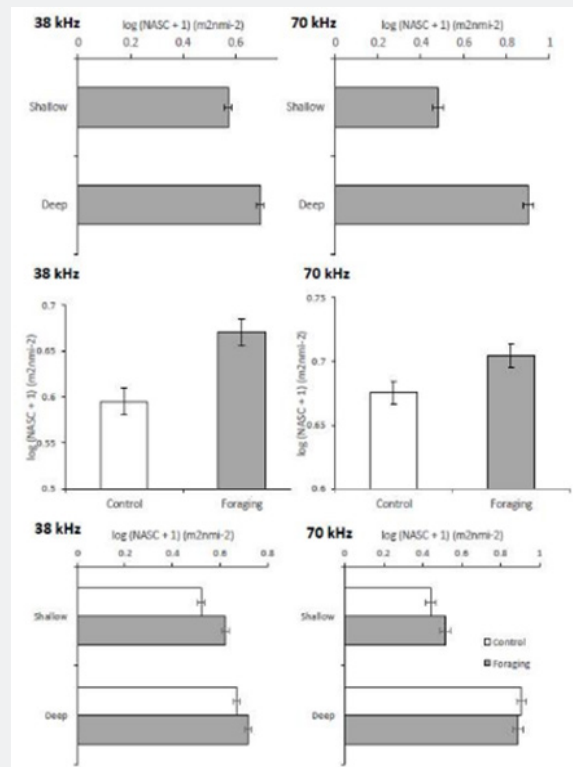 38 kHz
log (NASC + 1) (m2nmi-2)
0 0.2 0.4 0.6
Shallow
Deep
70 kHz
log (NASC + 1) (m2nmi-2)
0 0.2 0.4 0.6 0.8 1
Shallow
Deep
38 kHz
log (NASC + 1) (m2nmi-2)
0.7
0.65
0.6
0.55
0.5
Control Foraging
70 kHz
log (NASC + 1) (m2nmi-2)
0.75
0.7
0.65
0.6
Control Foraging
38 kHz
log (NASC + 1) (m2nmi-2)
0 0.2 0.4 0.6 0.8
Shallow
Deep
70 kHz
log (NASC + 1) (m2nmi-2)
0 0.2 0.4 0.6 0.8 1
Shallow
Control
Foraging
Deep